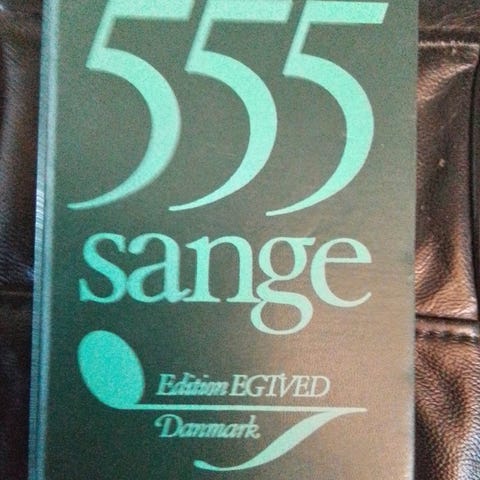 555
sange
Edition EGTVED
Danmark